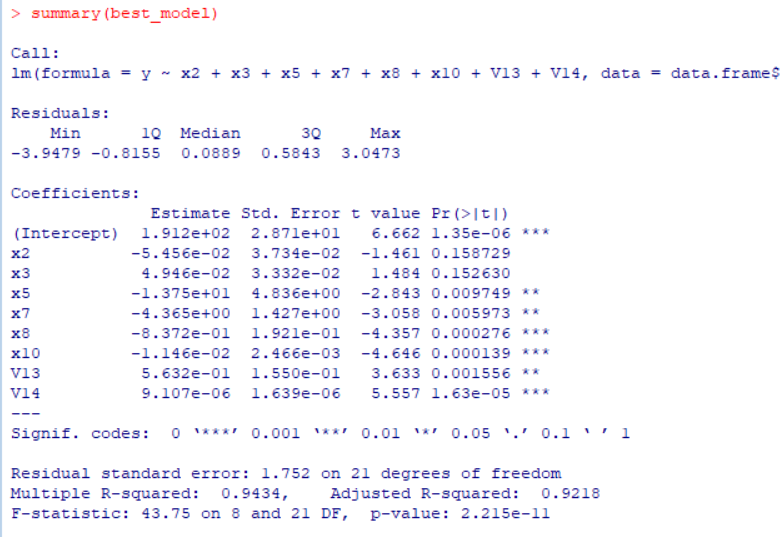 > summary(best_model)
Call:
lm(formula = y ~ x2 + x3 + x5 + x7 + x8 + x10 + V13 + V14, data = data.frame$
Residuals:
Min 1Q Median 3Q Max
-3.9479 -0.8155 0.0889 0.5843 3.0473
Coefficients:
Estimate Std. Error t value Pr(>|t|)
(Intercept) 1.912e+02 2.871e+01 6.662 1.35e-06 ***
x2 -5.456e-02 3.734e-02 -1.461 0.158729
x3 4.946e-02 3.332e-02 1.484 0.152630
x5 -1.375e+01 4.836e+00 -2.843 0.009749 **
x7 -4.365e+00 1.427e+00 -3.058 0.005973 **
x8 -8.372e-01 1.921e-01 -4.357 0.000276 ***
x10 -1.146e-02 2.466e-03 -4.646 0.000139 ***
V13 5.632e-01 1.550e-01 3.633 0.001556 **
V14 9.107e-06 1.639e-06 5.557 1.63e-05 ***
---
Signif. codes: 0 ‘***’ 0.001 ‘**’ 0.01 ‘*’ 0.05 ‘.’ 0.1 ‘ ’ 1
Residual standard error: 1.752 on 21 degrees of freedom
Multiple R-squared: 0.9434, Adjusted R-squared: 0.9218
F-statistic: 43.75 on 8 and 21 DF, p-value: 2.215e-11